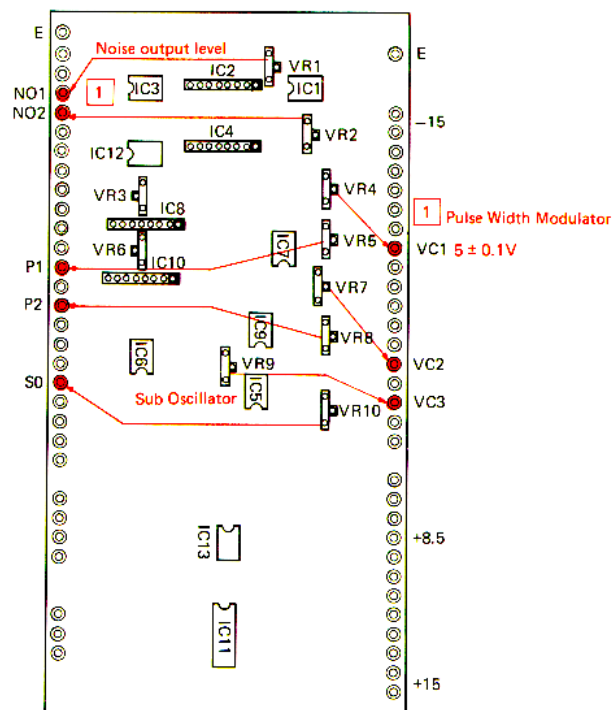 E
Noise output level
E
IC2
VR1
NO1
1
IC3
IC1
NO2
-15
IC4
VR2
IC12
VR3
VR4
1
Pulse Width Modulator
IC8
VR6
VR5
VC1 5 ± 0.1V
IC7
P1
IC10
VR7
P2
IC9
VR8
IC6
VR9
VC2
S0
Sub Oscillator
IC5
VC3
VR10
IC13
+8.5
IC11
+15